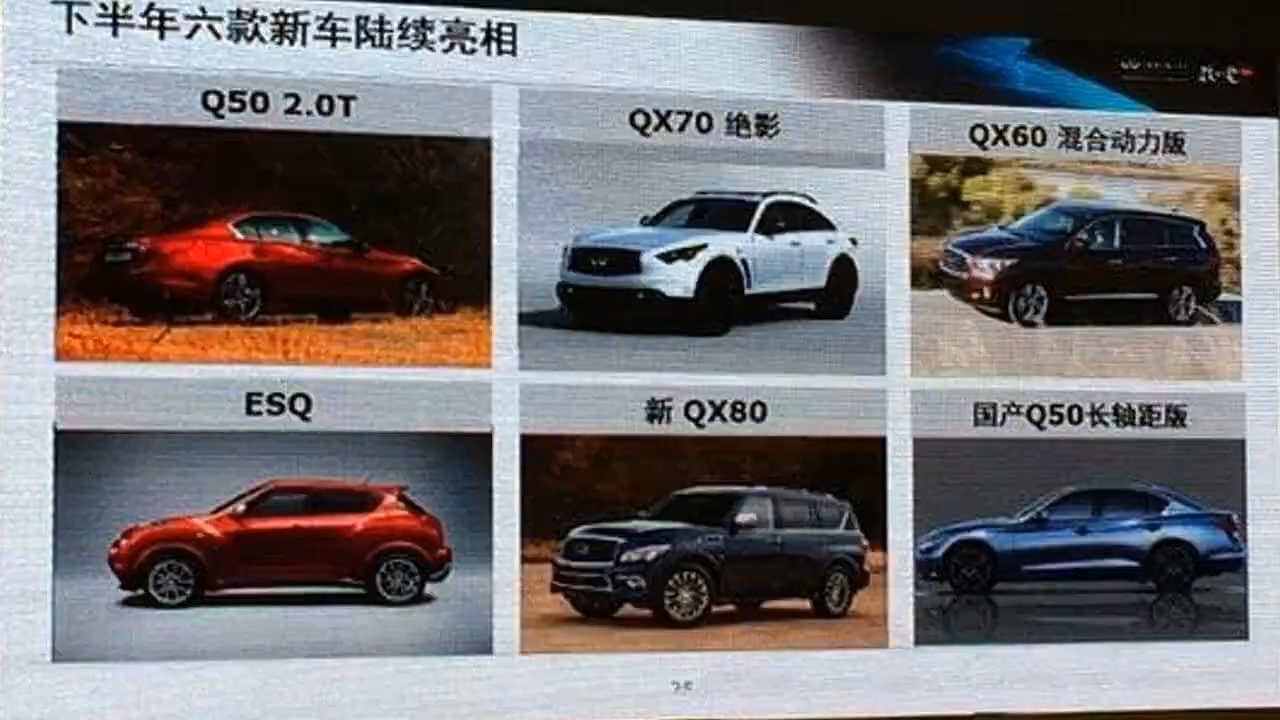 下半年六款新车陆续亮相
Q50 2.0T
QX70 绝影
QX60 混合动力版
ESQ
新 QX80
国产Q50长轴距版